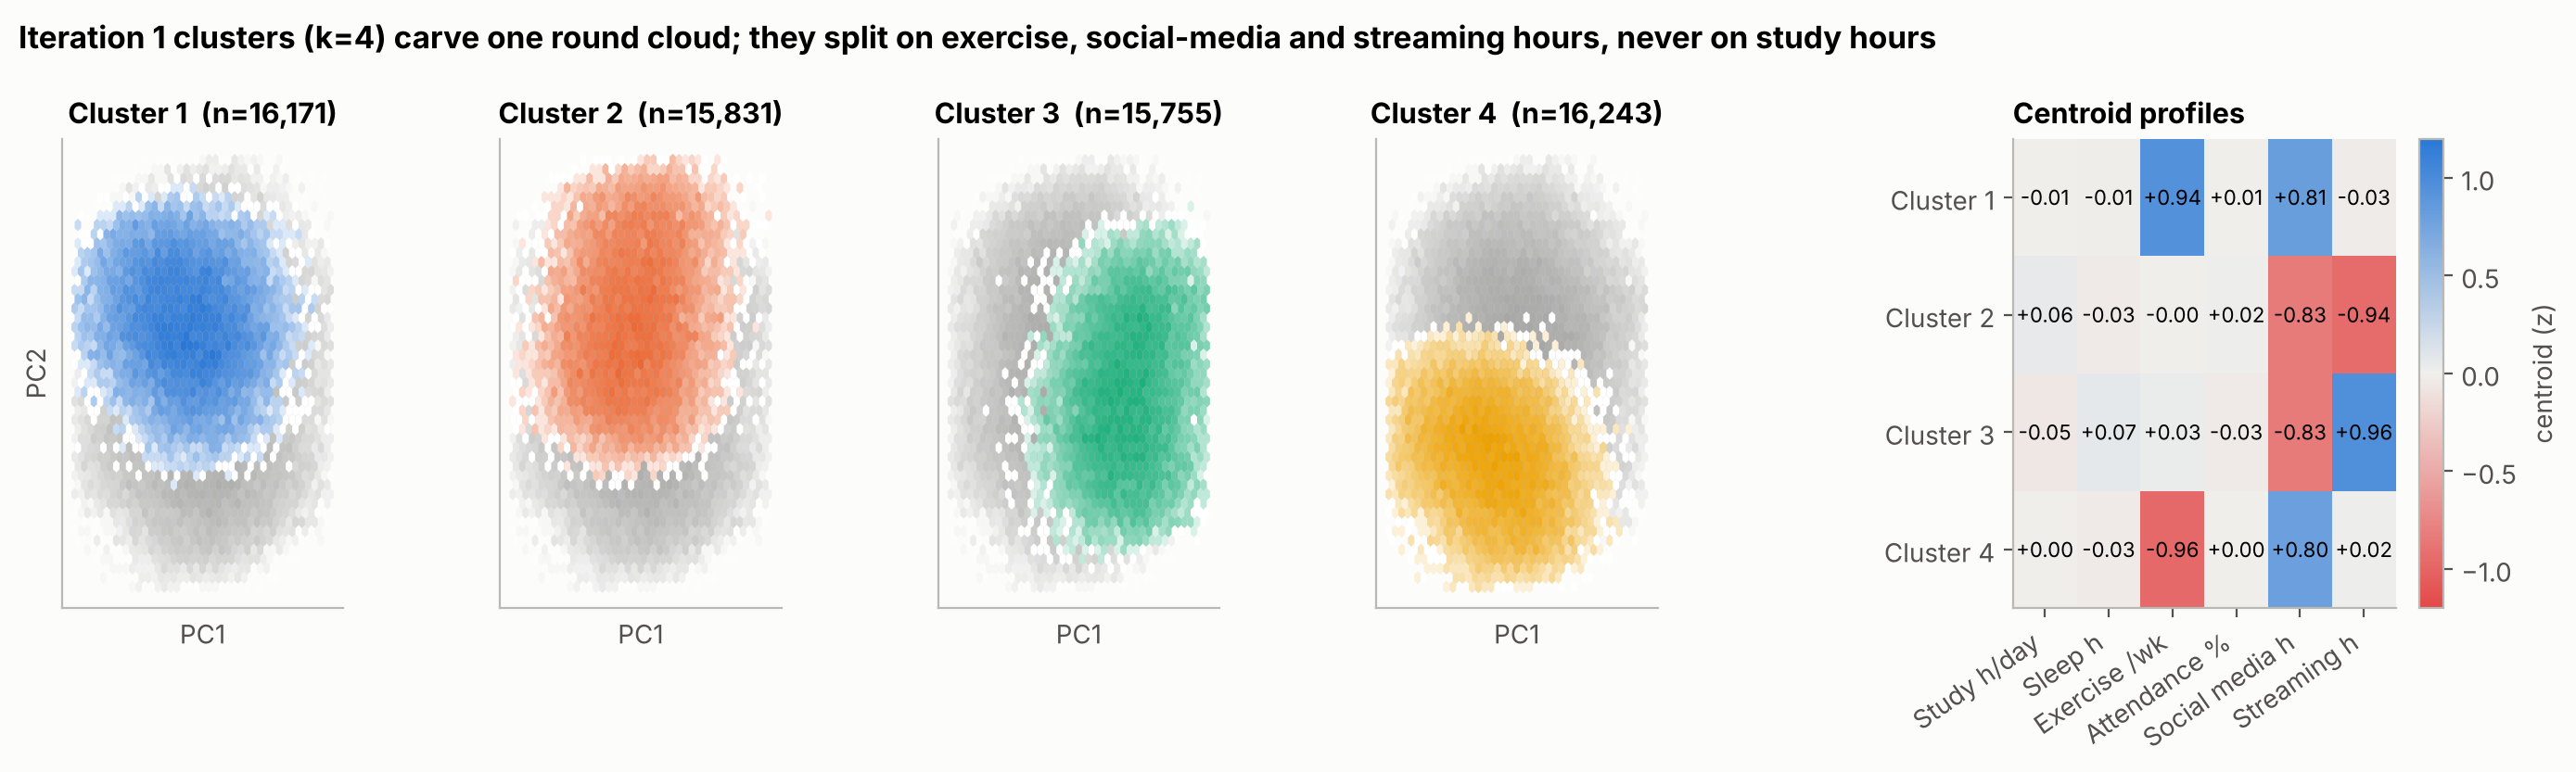 Iteration 1 clusters (k=4) carve one round cloud; they split on exercise, social-media and streaming hours, never on study hours
Cluster 1 (n=16,171)
Cluster 2 (n=15,831)
Cluster 3 (n=15,755)
Cluster 4 (n=16,243)
Centroid profiles
PC2
PC1
PC1
PC1
PC1
Cluster 1 -0.01 -0.01 +0.94 +0.01 +0.81 -0.03
Cluster 2 +0.06 -0.03 -0.00 +0.02 -0.83 -0.94
Cluster 3 -0.05 +0.07 +0.03 -0.03 -0.83 +0.96
Cluster 4 +0.00 -0.03 -0.96 +0.00 +0.80 +0.02
Study h/day
Sleep h
Exercise /wk
Attendance %
Social media h
Streaming h
1.0
0.5
0.0
−0.5
−1.0
centroid (z)